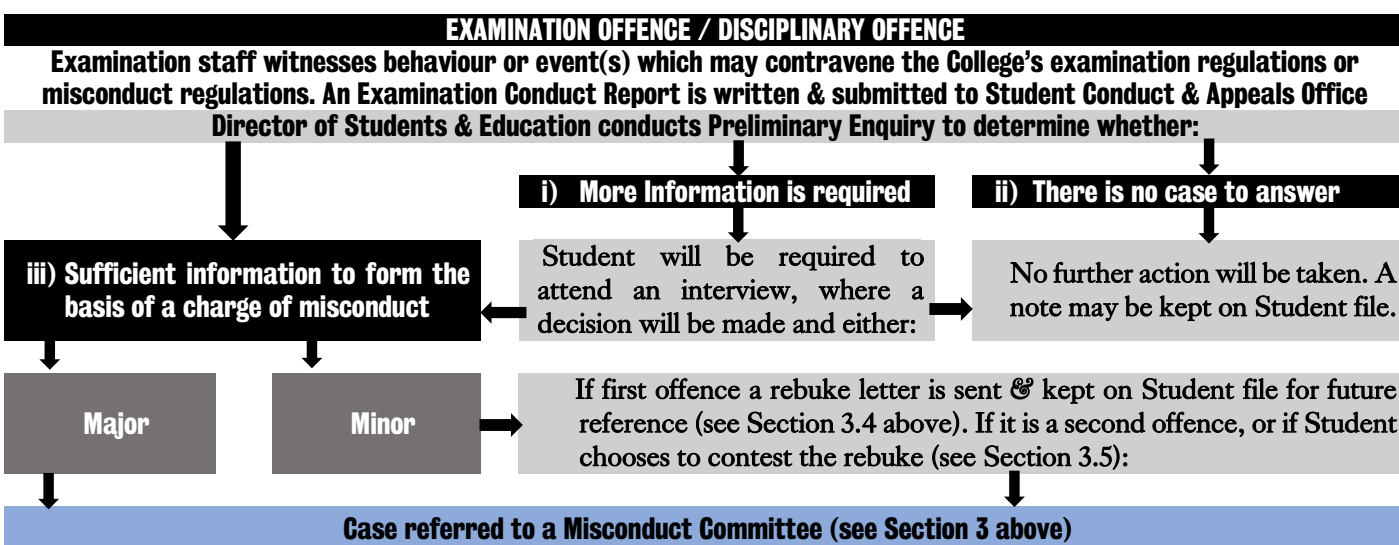 EXAMINATION OFFENCE / DISCIPLINARY OFFENCE
Examination staff witnesses behaviour or event(s) which may contravene the College's examination regulations or
misconduct regulations. An Examination Conduct Report is written & submitted to Student Conduct & Appeals Office
Director of Students & Education conducts Preliminary Enquiry to determine whether:
i) More Information is required
ii) There is no case to answer
iii) Sufficient information to form the
basis of a charge of misconduct
Student will be required to
attend an interview, where a
decision will be made and either:
No further action will be taken. A
note may be kept on Student file.
Major
Minor
If first offence a rebuke letter is sent & kept on Student file for future
reference (see Section 3.4 above). If it is a second offence, or if Student
chooses to contest the rebuke (see Section 3.5):
Case referred to a Misconduct Committee (see Section 3 above)